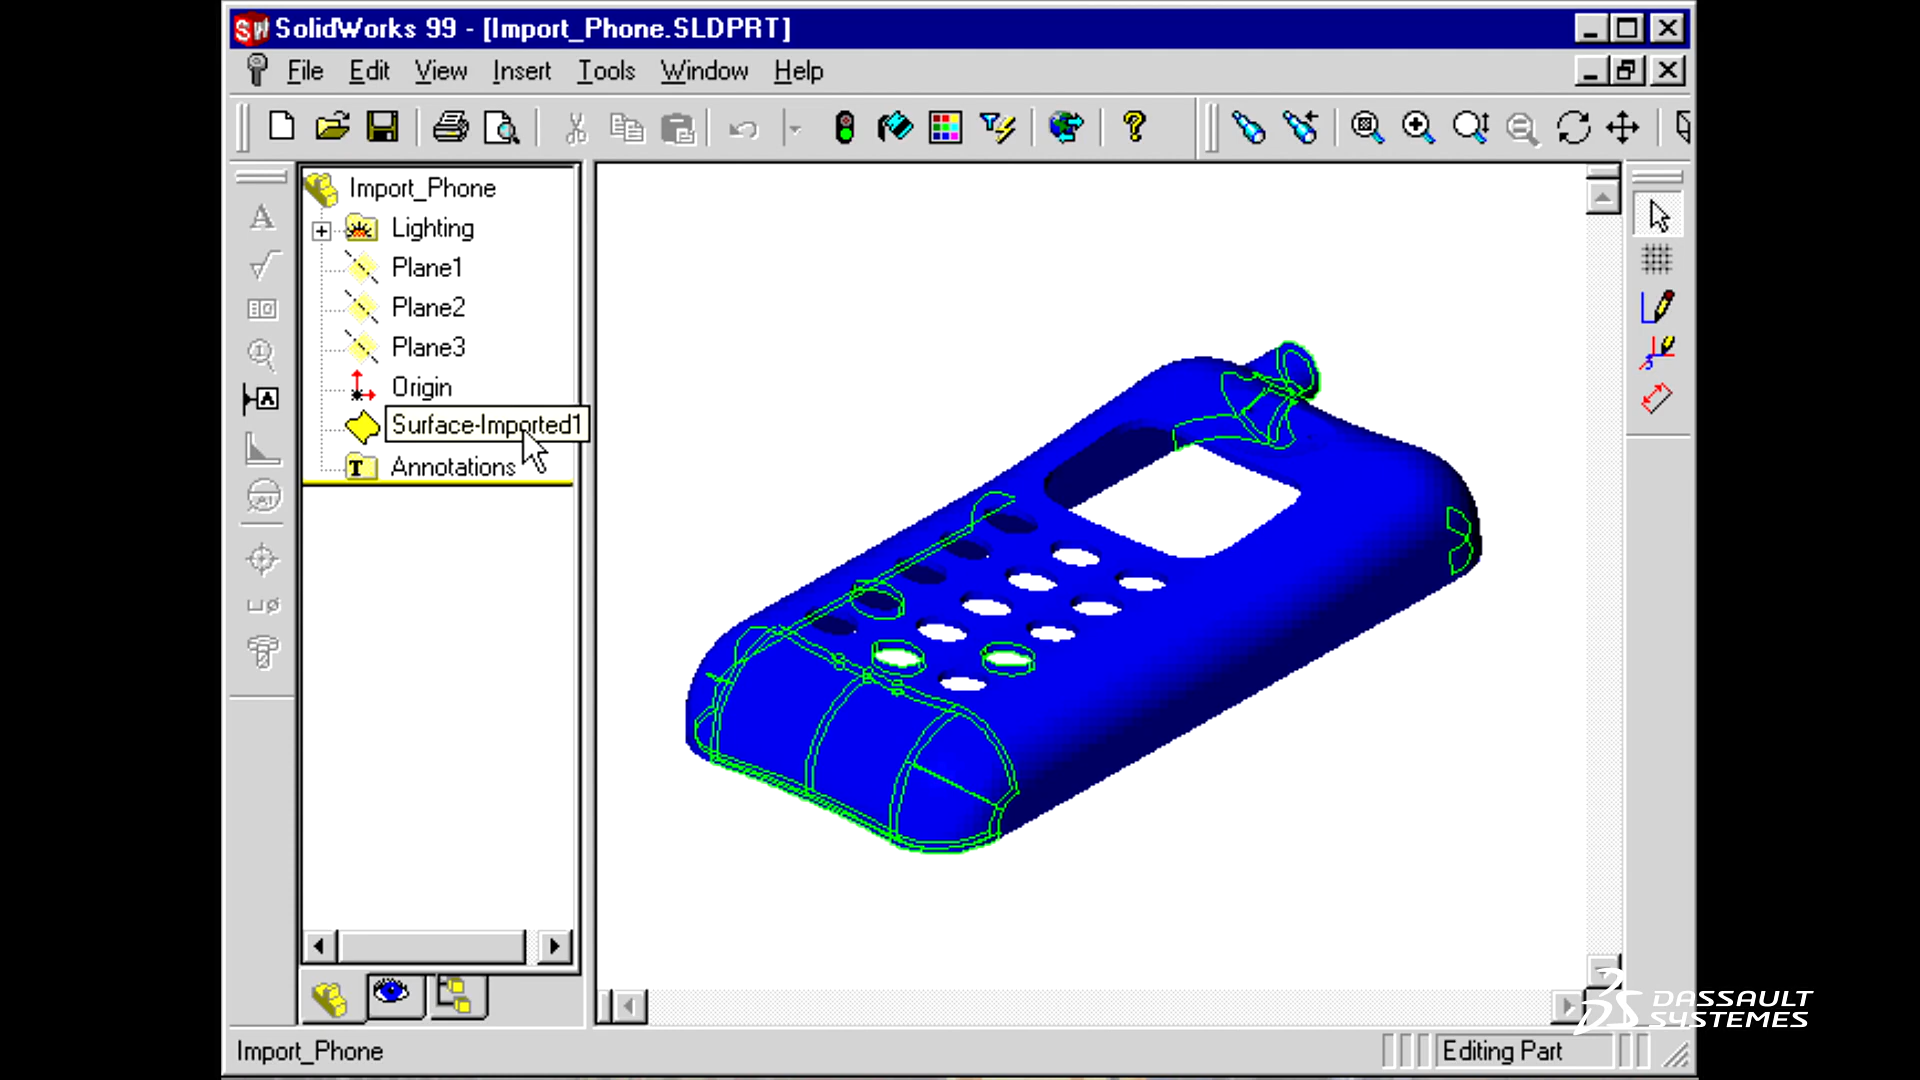 SW SolidWorks 99 - [Import_Phone.SLDPRT]
File Edit View Insert Tools Window Help
Import_Phone
Lighting
Plane1
Plane2
Plane3
Origin
Surface-Imported1
Annotations
DASSAULT
SYSTEMES
Import_Phone
Editing Part